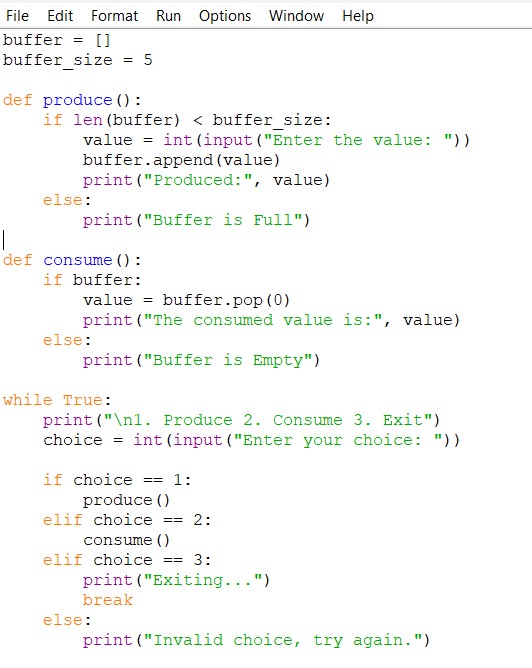 File Edit Format Run Options Window Help
buffer = []
buffer_size = 5

def produce():
    if len(buffer) < buffer_size:
        value = int(input("Enter the value: "))
        buffer.append(value)
        print("Produced:", value)
    else:
        print("Buffer is Full")

def consume():
    if buffer:
        value = buffer.pop(0)
        print("The consumed value is:", value)
    else:
        print("Buffer is Empty")

while True:
    print("\n1. Produce 2. Consume 3. Exit")
    choice = int(input("Enter your choice: "))

    if choice == 1:
        produce()
    elif choice == 2:
        consume()
    elif choice == 3:
        print("Exiting...")
        break
    else:
        print("Invalid choice, try again.")